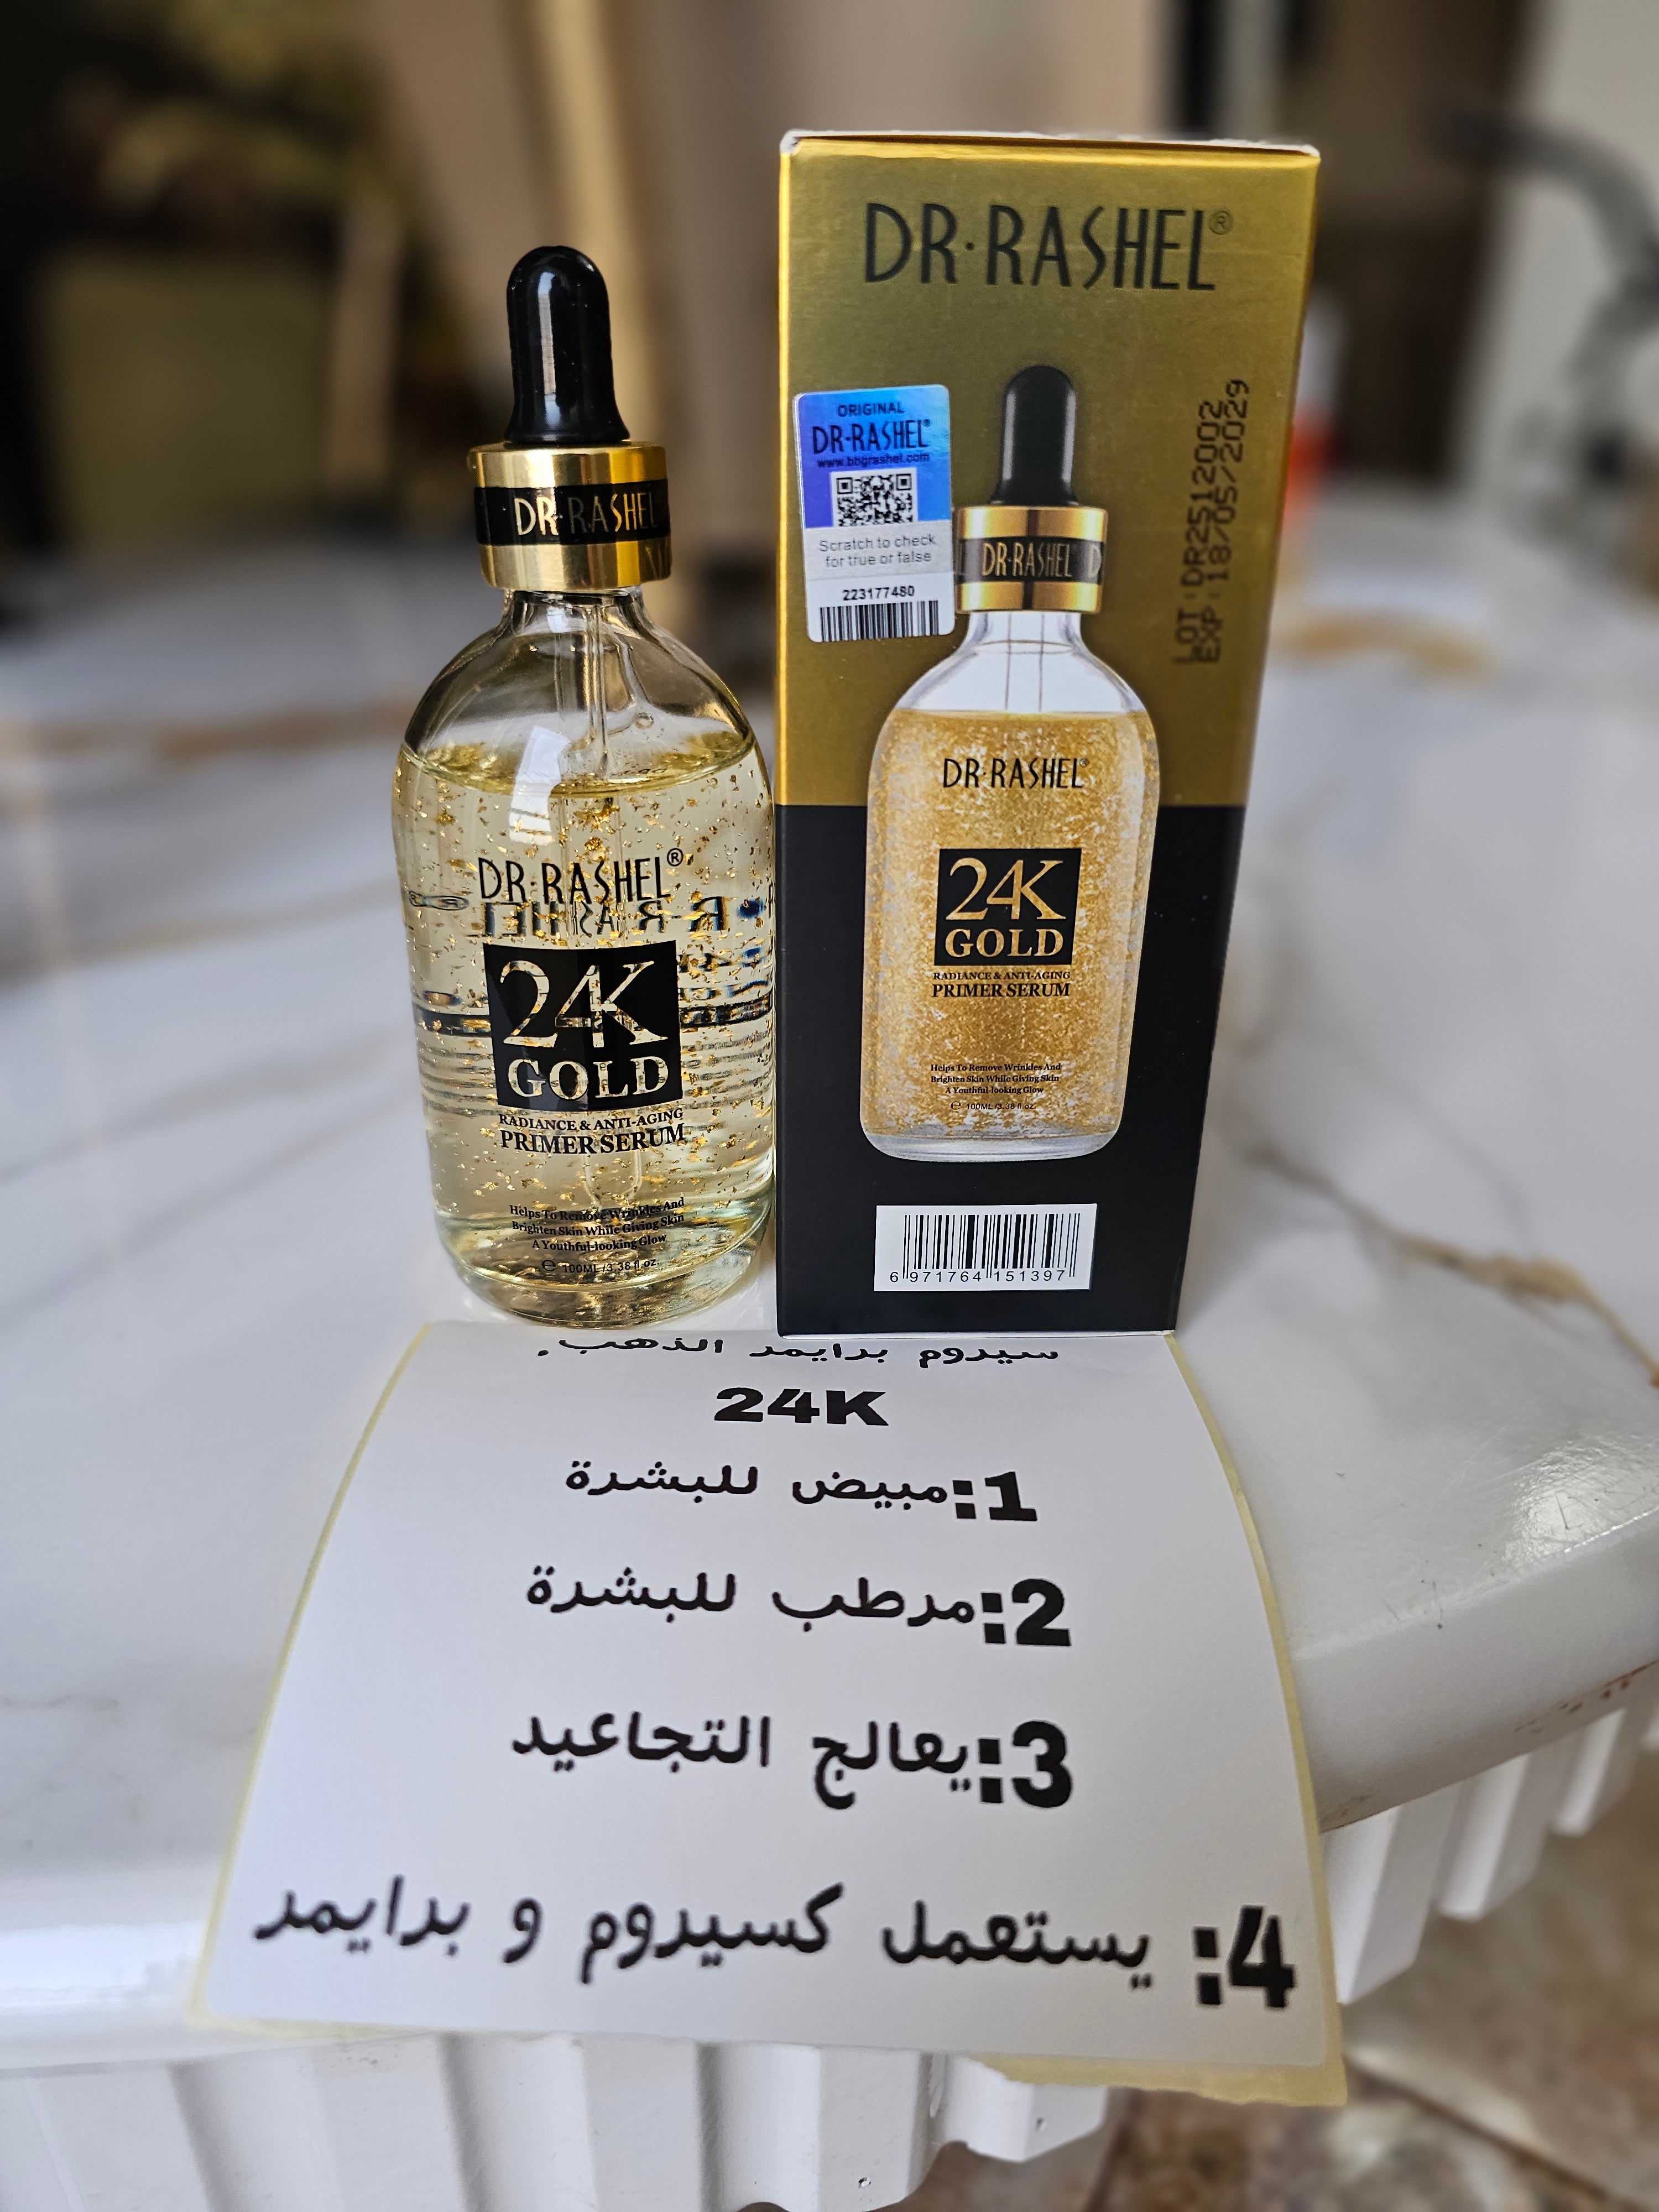 DR·RASHEL
DR·RASHEL®
24K
GOLD
RADIANCE & ANTI-AGING
PRIMER SERUM
Helps To Remove Wrinkles And
Brighten Skin While Giving Skin
A Youthful-looking Glow
℮ 100ML /3.38 fl oz.
DR·RASHEL®
ORIGINAL
DR·RASHEL®
www.bbgrashel.com
Scratch to check
for true or false
223177480
LOT : DR2512002
EXP : 18/05/2029
DR·RASHEL
DR·RASHEL®
24K
GOLD
RADIANCE & ANTI-AGING
PRIMER SERUM
Helps To Remove Wrinkles And
Brighten Skin While Giving Skin
A Youthful-looking Glow
℮ 100ML /3.38 fl oz.
6 971764 151397
سيروم برايمر الذهب.
24K
1:مبيض للبشرة
2:مرطب للبشرة
3:يعالج التجاعيد
4: يستعمل كسيروم و برايمر